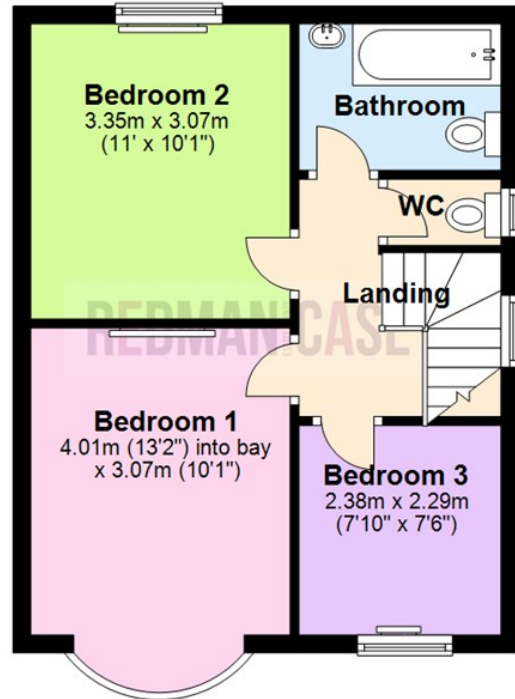 Bedroom 2
3.35m x 3.07m
(11' x 10'1")
Bathroom
WC
Landing
REDMAN CASE
Bedroom 1
4.01m (13'2") into bay
x 3.07m (10'1")
Bedroom 3
2.38m x 2.29m
(7'10" x 7'6")